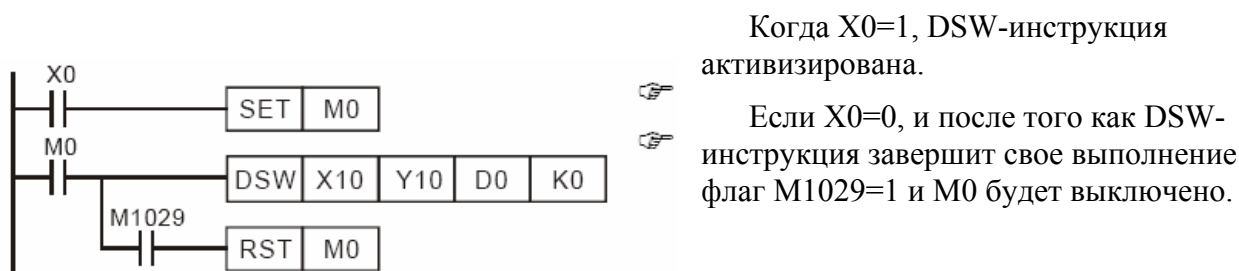 X0
SET M0
M0
DSW X10 Y10 D0 K0
M1029
RST M0
Когда X0=1, DSW-инструкция
активизирована.
Если X0=0, и после того как DSW-
инструкция завершит свое выполнение
флаг M1029=1 и M0 будет выключено.